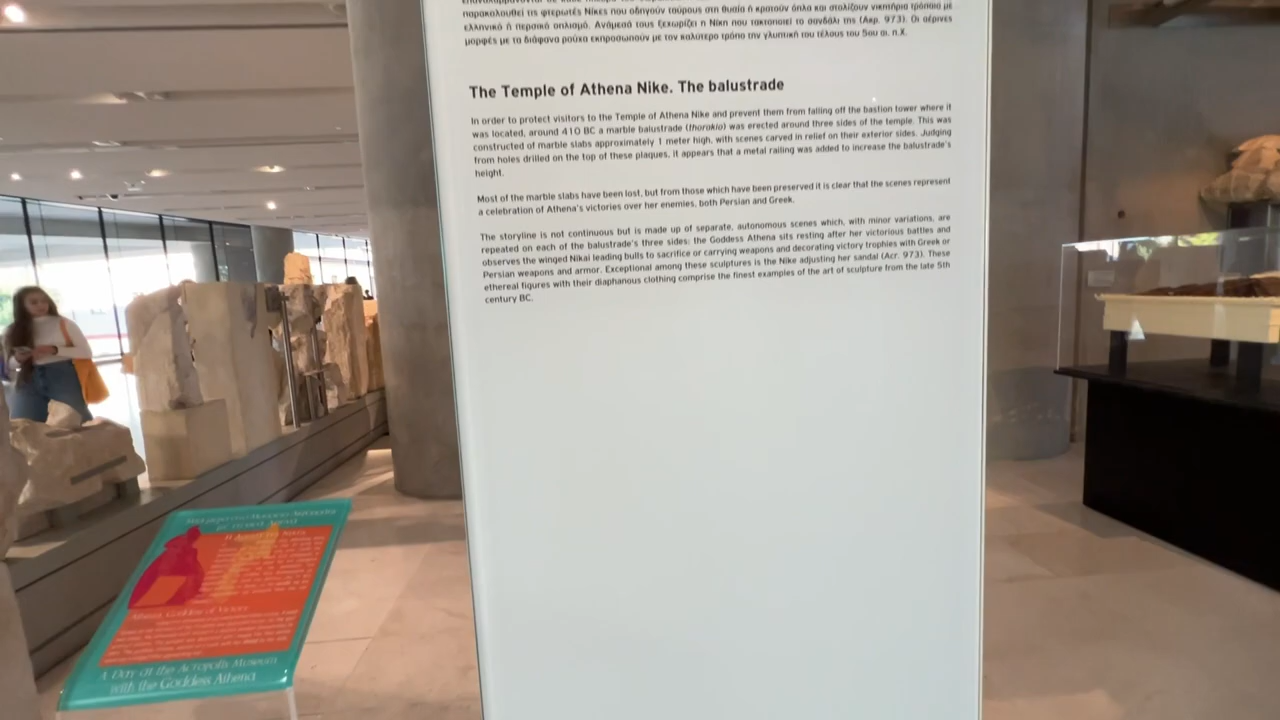 παρακολουθεί τις φτερωτές Νίκες που οδηγούν ταύρους στη θυσία ή κρατούν όπλα και στολίζουν νικητήρια τρόπαια με
ελληνικό ή περσικό οπλισμό. Ανάμεσά τους ξεχωρίζει η Νίκη που τακτοποιεί το σανδάλι της (Ακρ. 973). Οι αέρινες
μορφές με τα διάφανα ρούχα εκπροσωπούν με τον καλύτερο τρόπο την γλυπτική του τέλους του 5ου αι. π.Χ.
The Temple of Athena Nike. The balustrade
In order to protect visitors to the Temple of Athena Nike and prevent them from falling off the bastion tower where it
was located, around 410 BC a marble balustrade (thorakio) was erected around three sides of the temple. This was
constructed of marble slabs approximately 1 meter high, with scenes carved in relief on their exterior sides. Judging
from holes drilled on the top of these plaques, it appears that a metal railing was added to increase the balustrade's
height.
Most of the marble slabs have been lost, but from those which have been preserved it is clear that the scenes represent
a celebration of Athena's victories over her enemies, both Persian and Greek.
The storyline is not continuous but is made up of separate, autonomous scenes which, with minor variations, are
repeated on each of the balustrade's three sides: the Goddess Athena sits resting after her victorious battles and
observes the winged Nikai leading bulls to sacrifice or carrying weapons and decorating victory trophies with Greek or
Persian weapons and armor. Exceptional among these sculptures is the Nike adjusting her sandal (Acr. 973). These
ethereal figures with their diaphanous clothing comprise the finest examples of the art of sculpture from the late 5th
century BC.
Athena, Goddess of Victory
A Day at the Acropolis Museum
with the Goddess Athena